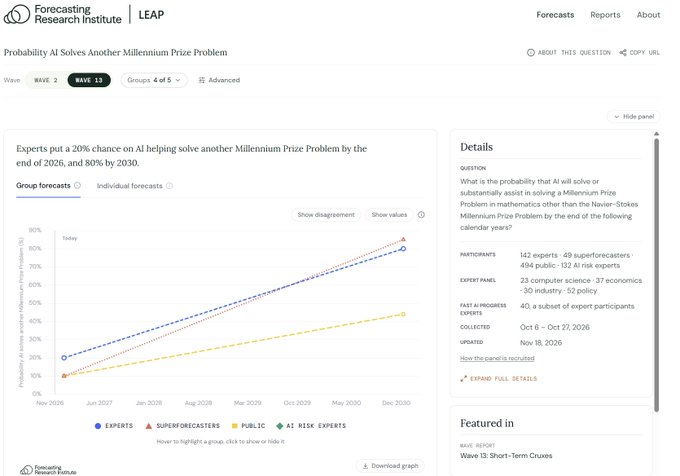 Forecasting
Research Institute
LEAP
Forecasts Reports About
Probability AI Solves Another Millennium Prize Problem
ABOUT THIS QUESTION COPY URL
Wave WAVE 2 WAVE 13 Groups 4 of 5 Advanced
Hide panel
Experts put a 20% chance on AI helping solve another Millennium Prize Problem by the
end of 2026, and 80% by 2030.
Group forecasts Individual forecasts
Show disagreement Show values
Probability AI solves another Millennium Prize Problem (%)
90%
80%
70%
60%
50%
40%
30%
20%
10%
0%
Today
Nov 2026 Jun 2027 Jan 2028 Aug 2028 Mar 2029 Oct 2029 May 2030 Dec 2030
EXPERTS SUPERFORECASTERS PUBLIC AI RISK EXPERTS
Hover to highlight a group, click to show or hide it
Forecasting
Research Institute
Download graph
Details
QUESTION
What is the probability that AI will solve or
substantially assist in solving a Millennium Prize
Problem in mathematics other than the Navier-Stokes
Millennium Prize Problem by the end of the following
calendar years?
PARTICIPANTS
142 experts · 49 superforecasters ·
494 public · 132 AI risk experts
EXPERT PANEL
23 computer science · 37 economics
· 30 industry · 52 policy
FAST AI PROGRESS
EXPERTS
40, a subset of expert participants
COLLECTED
Oct 6 – Oct 27, 2026
UPDATED
Nov 18, 2026
How the panel is recruited
EXPAND FULL DETAILS
Featured in
WAVE REPORT
Wave 13: Short-Term Cruxes